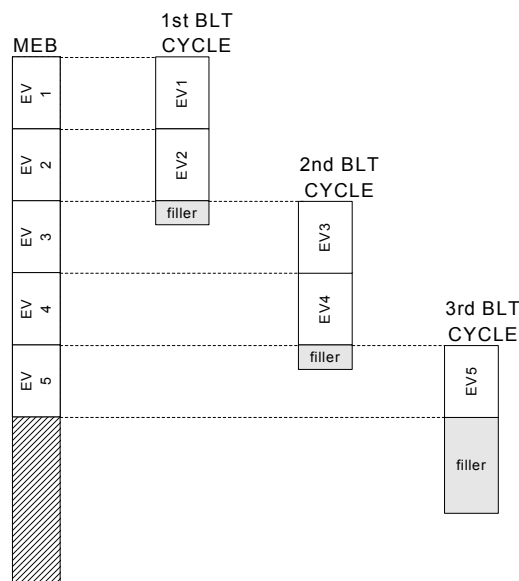 1st BLT
CYCLE
MEB
EV 1
EV1
EV 2
EV2
filler
2nd BLT
CYCLE
EV 3
EV3
EV 4
EV4
filler
3rd BLT
CYCLE
EV 5
EV5
filler